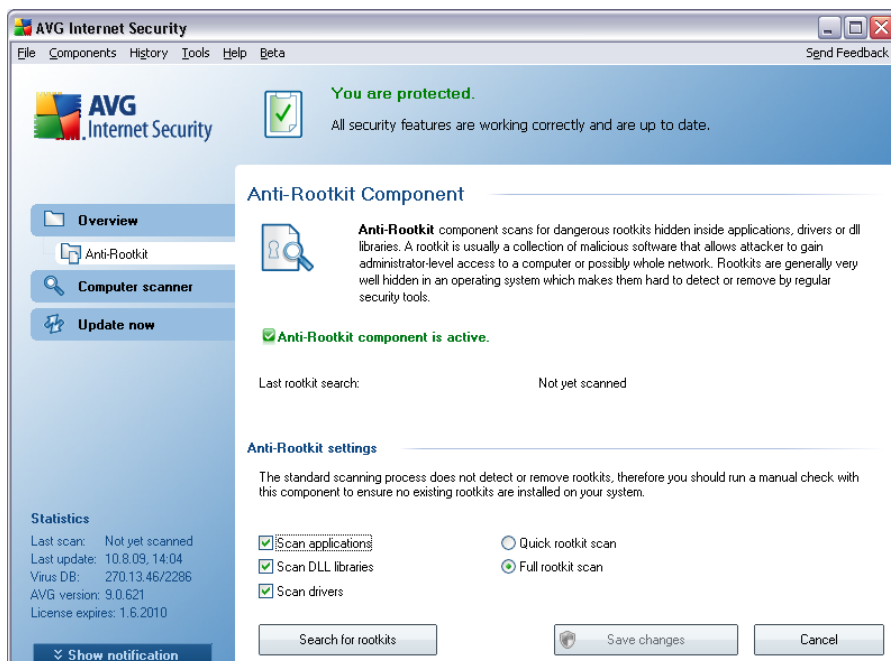 AVG Internet Security
File Components History Tools Help Beta
Send Feedback
AVG
Internet Security
You are protected.
All security features are working correctly and are up to date.
Overview
Anti-Rootkit
Computer scanner
Update now
Anti-Rootkit Component
Anti-Rootkit component scans for dangerous rootkits hidden inside applications, drivers or dll
libraries. A rootkit is usually a collection of malicious software that allows attacker to gain
administrator-level access to a computer or possibly whole network. Rootkits are generally very
well hidden in an operating system which makes them hard to detect or remove by regular
security tools.
Anti-Rootkit component is active.
Last rootkit search: Not yet scanned
Anti-Rootkit settings
The standard scanning process does not detect or remove rootkits, therefore you should run a manual check with
this component to ensure no existing rootkits are installed on your system.
Scan applications
Quick rootkit scan
Scan DLL libraries
Full rootkit scan
Scan drivers
Search for rootkits
Save changes
Cancel
Statistics
Last scan: Not yet scanned
Last update: 10.8.09, 14:04
Virus DB: 270.13.46/2286
AVG version: 9.0.621
License expires: 1.6.2010
Show notification